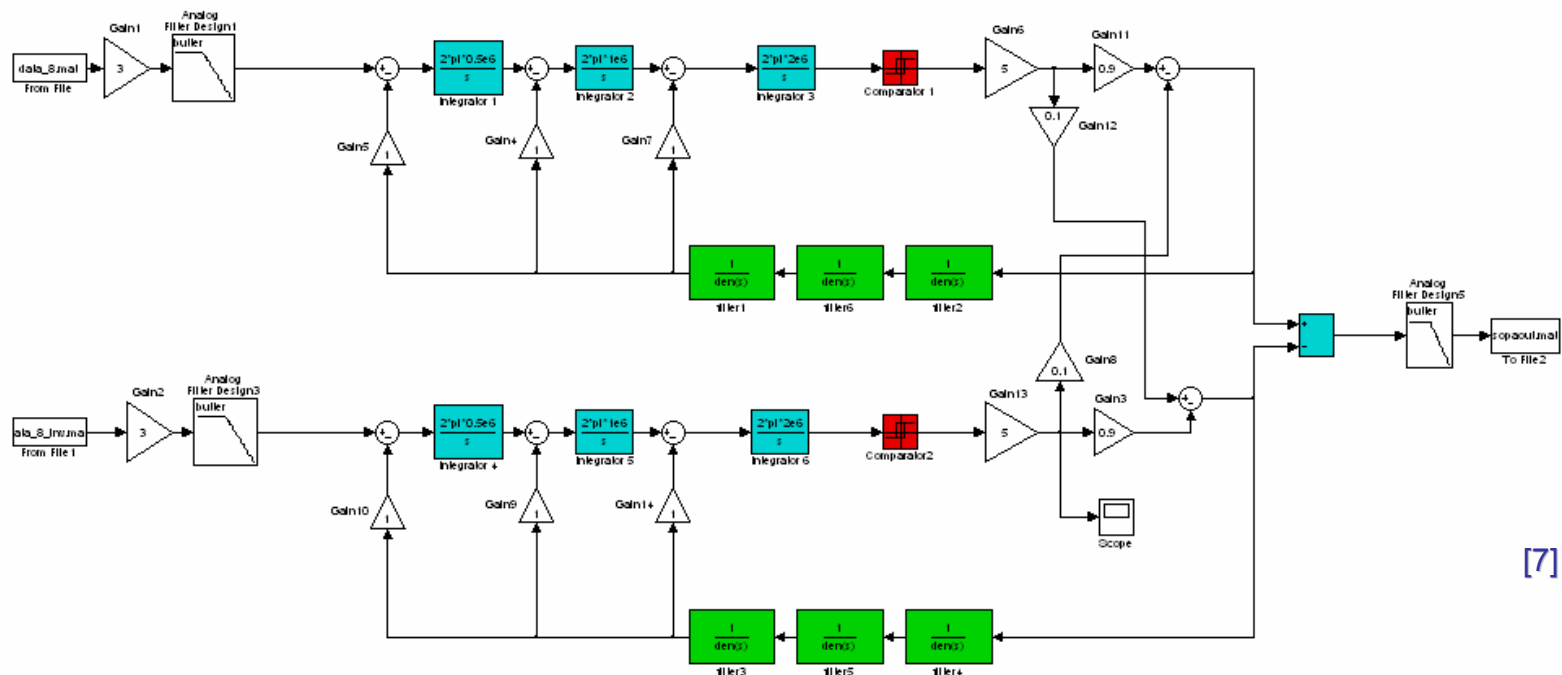 Analog
Filter Design1
Gain1
butter
3
data_8.mat
From File
2*pi*0.5e6
s
Integrator 1
2*pi*1e6
s
Integrator 2
2*pi*2e6
s
Integrator 3
Comparator 1
Gain6
5
Gain11
0.9
0.1
Gain12
Gain5
1
Gain4
1
Gain7
1
1
den(s)
filter1
1
den(s)
filter6
1
den(s)
filter2
Analog
Filter Design5
butter
+
-
sopaout.mat
To File2
Gain8
0.1
Analog
Filter Design3
Gain2
butter
3
ata_8_inv.ma
From File1
2*pi*0.5e6
s
Integrator 4
2*pi*1e6
s
Integrator 5
2*pi*2e6
s
Integrator 6
Comparator2
Gain13
5
Gain3
0.9
Gain10
1
Gain9
1
Gain14
1
Scope
[7]
1
den(s)
filter3
1
den(s)
filter5
1
den(s)
filter4